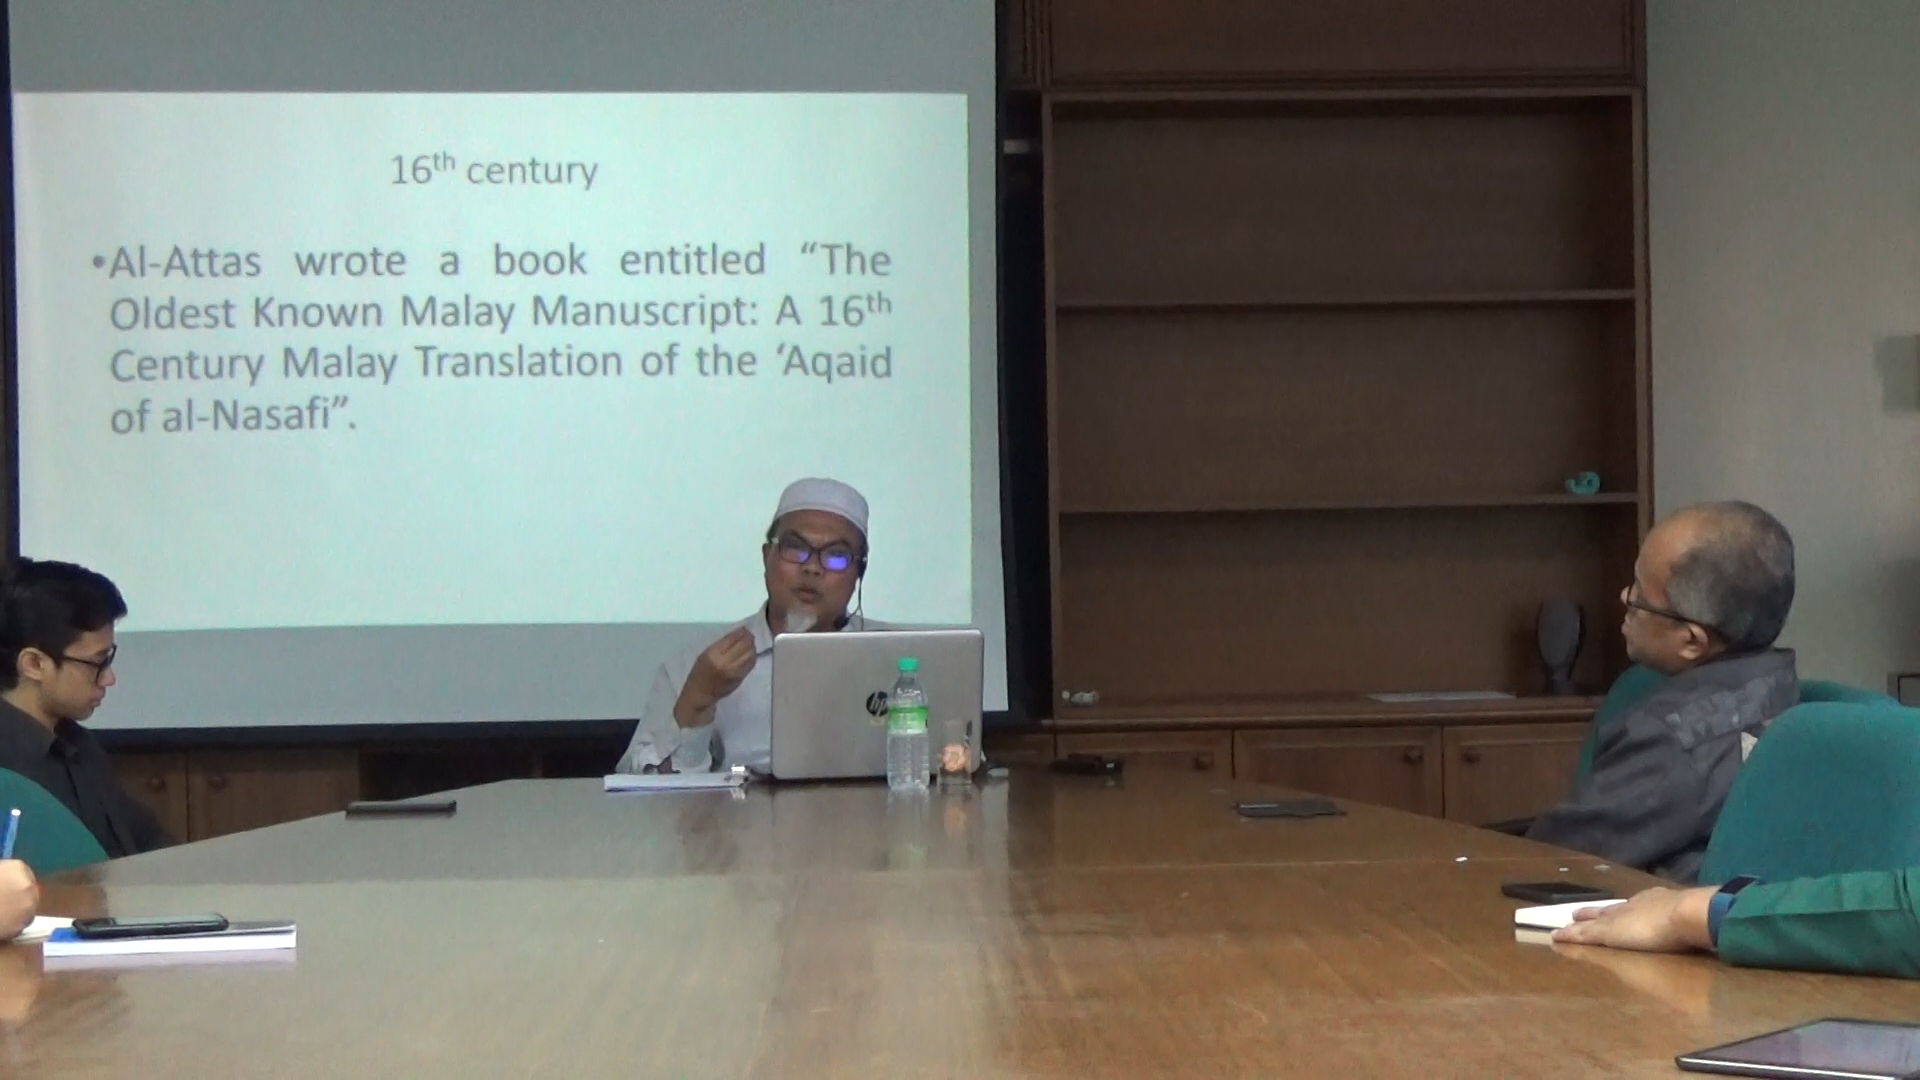 16th century
•Al-Attas wrote a book entitled “The
Oldest Known Malay Manuscript: A 16th
Century Malay Translation of the ‘Aqaid
of al-Nasafi”.
hp